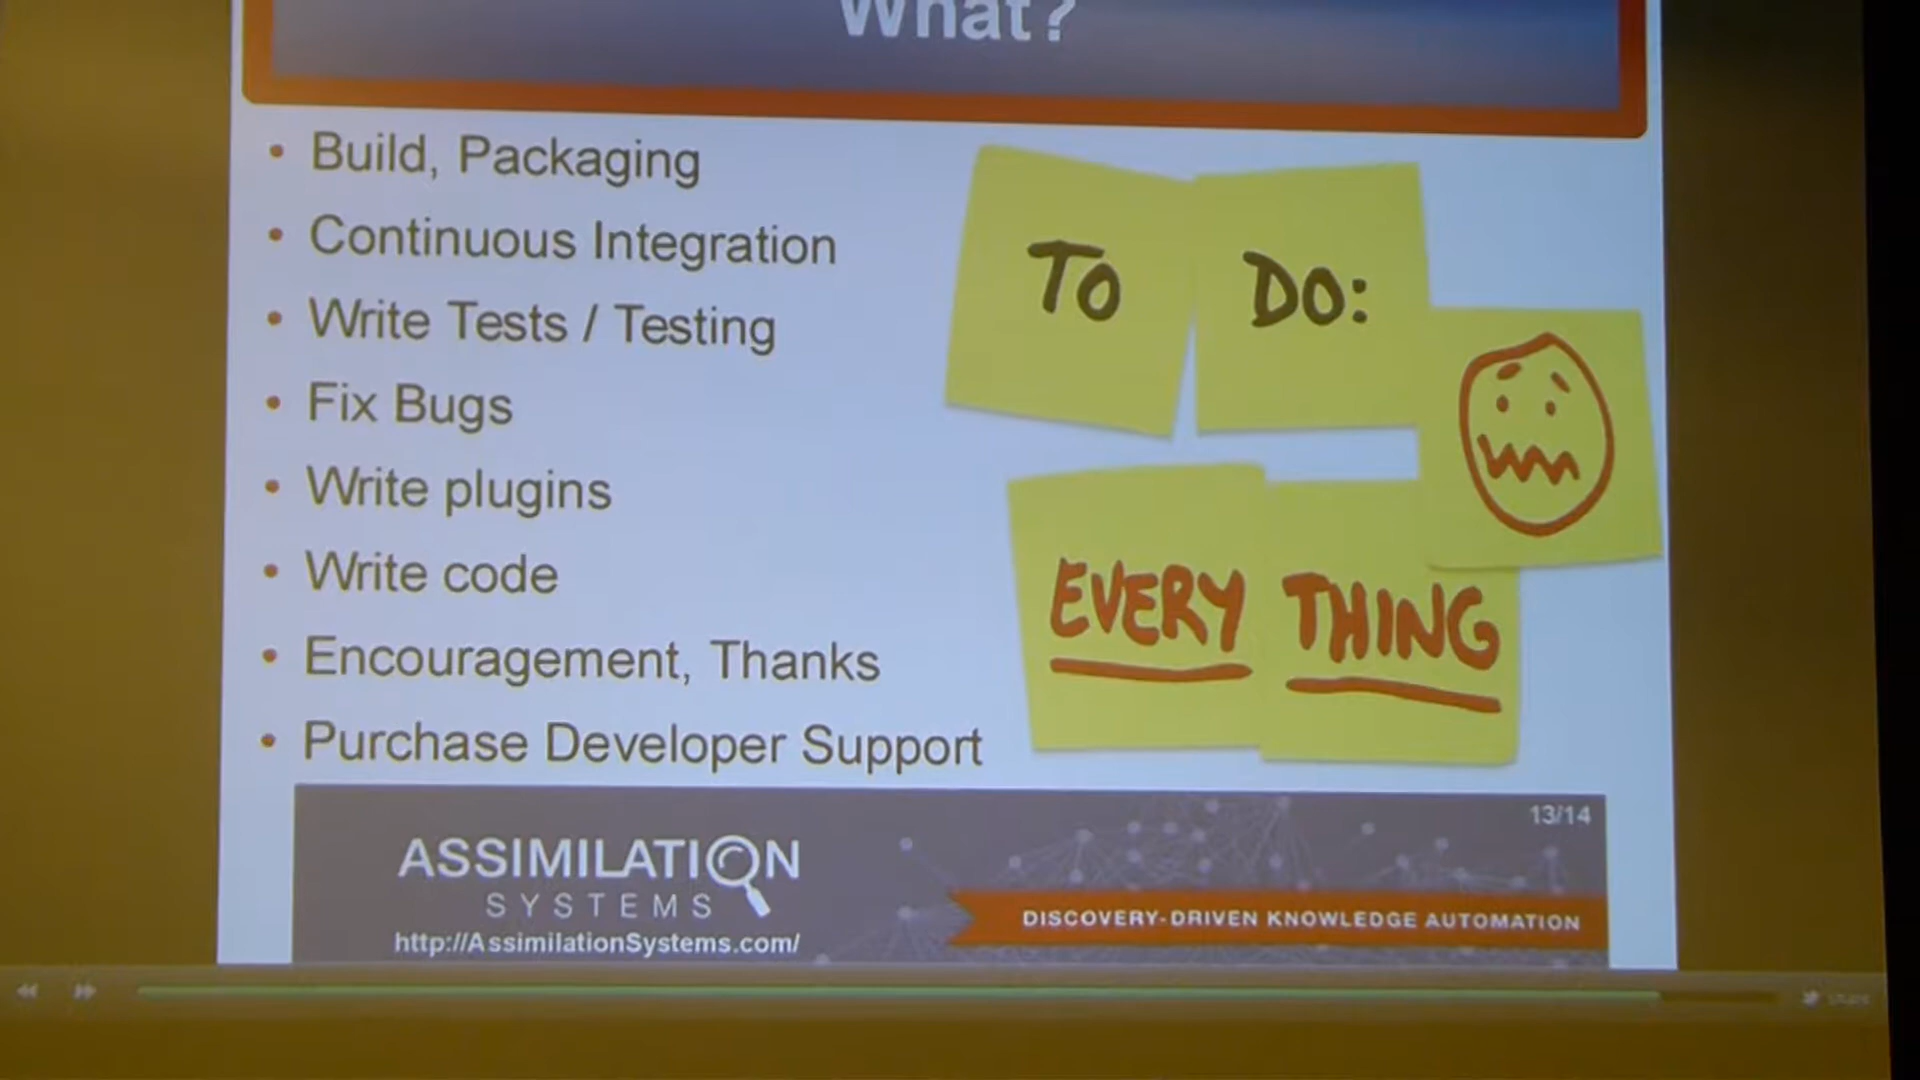 What?
• Build, Packaging
• Continuous Integration
• Write Tests / Testing
• Fix Bugs
• Write plugins
• Write code
• Encouragement, Thanks
• Purchase Developer Support
TO DO:
EVERY THING
13/14
ASSIMILATION
SYSTEMS
http://AssimilationSystems.com/
DISCOVERY-DRIVEN KNOWLEDGE AUTOMATION